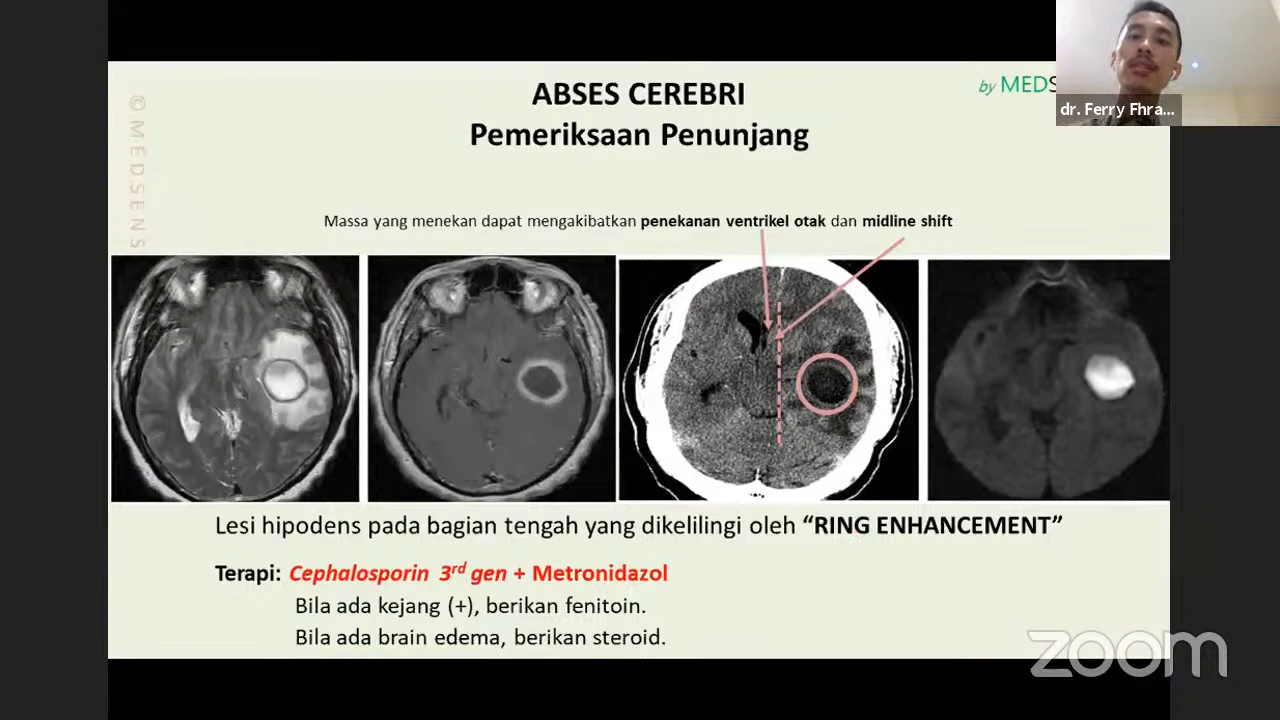 ABSES CEREBRI
Pemeriksaan Penunjang
by MEDS
dr. Ferry Fhra...
©MEDSENS
Massa yang menekan dapat mengakibatkan penekanan ventrikel otak dan midline shift
Lesi hipodens pada bagian tengah yang dikelilingi oleh “RING ENHANCEMENT”
Terapi: Cephalosporin 3rd gen + Metronidazol
Bila ada kejang (+), berikan fenitoin.
Bila ada brain edema, berikan steroid.
zoom